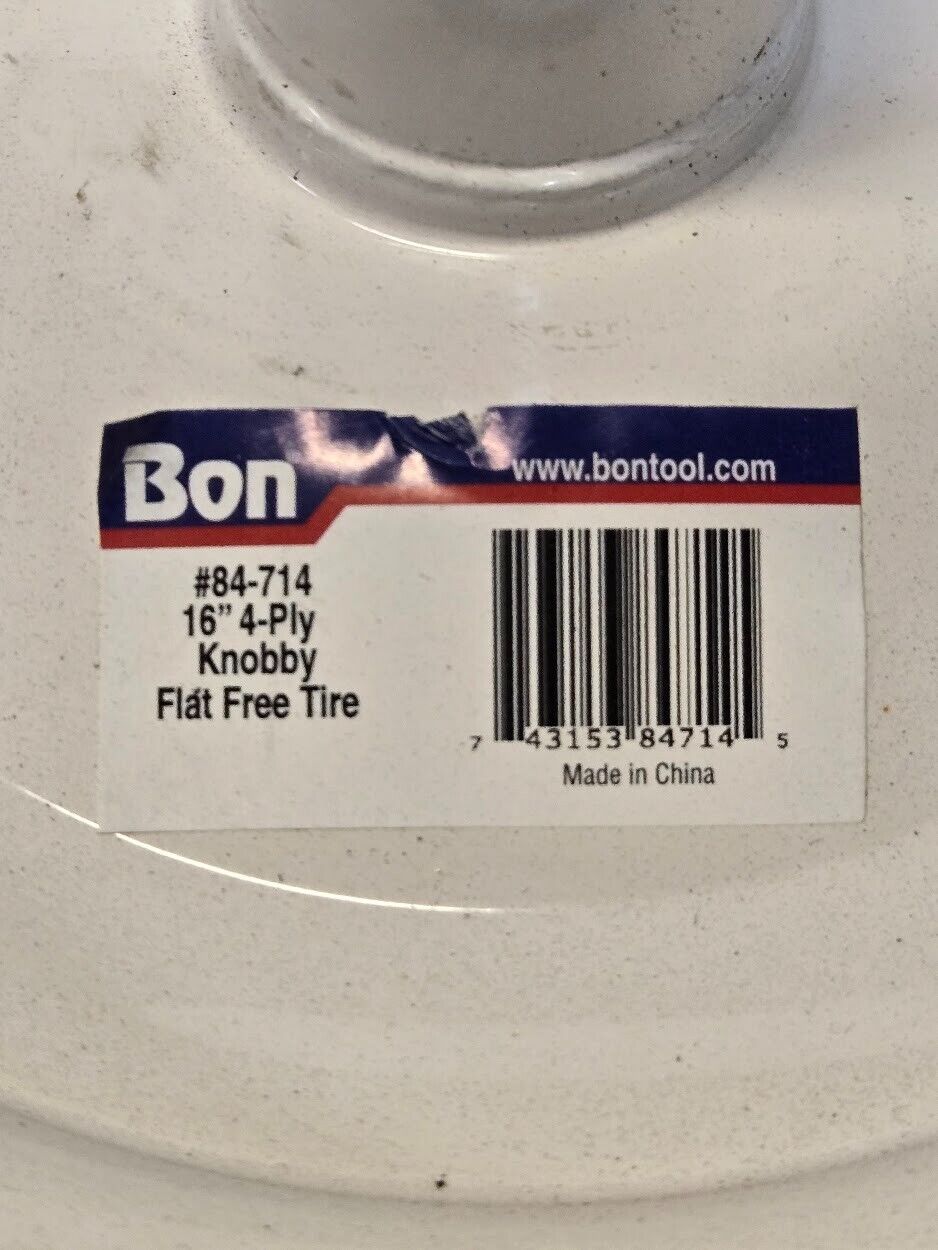 Bon
www.bontool.com
#84-714
16” 4-Ply
Knobby
Flat Free Tire
7 43153 84714 5
Made in China